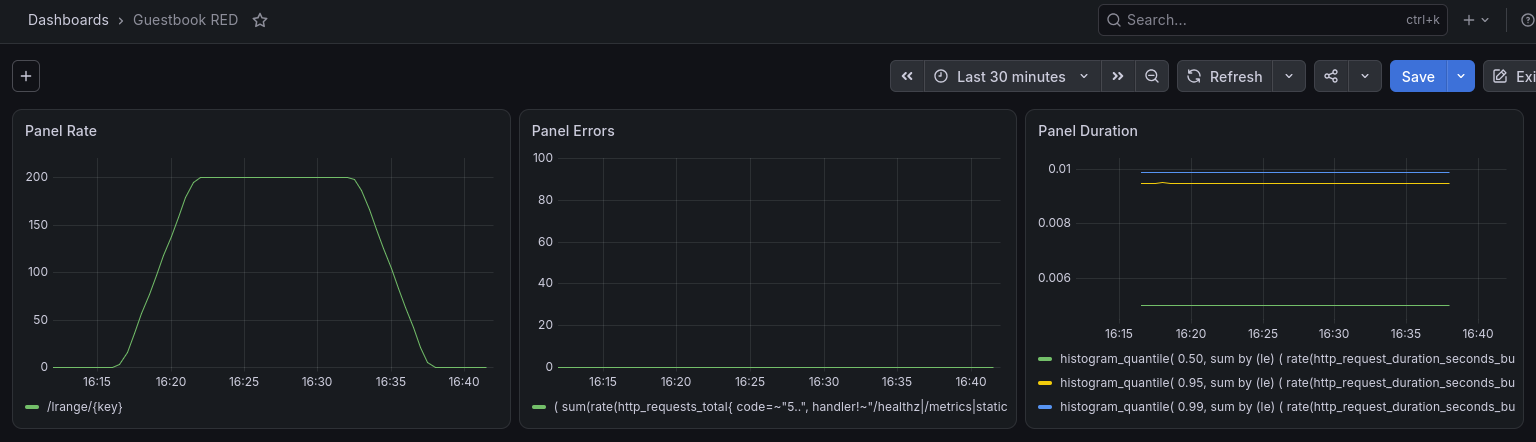 Dashboards › Guestbook RED
Search... ctrl+k
Last 30 minutes
Refresh
Save
Exi
Panel Rate
200
150
100
50
0
16:15 16:20 16:25 16:30 16:35 16:40
/lrange/{key}
Panel Errors
100
80
60
40
20
0
16:15 16:20 16:25 16:30 16:35 16:40
( sum(rate(http_requests_total{ code=~"5..", handler!~"/healthz|/metrics|static
Panel Duration
0.01
0.008
0.006
16:15 16:20 16:25 16:30 16:35 16:40
histogram_quantile( 0.50, sum by (le) ( rate(http_request_duration_seconds_bu
histogram_quantile( 0.95, sum by (le) ( rate(http_request_duration_seconds_bu
histogram_quantile( 0.99, sum by (le) ( rate(http_request_duration_seconds_bu